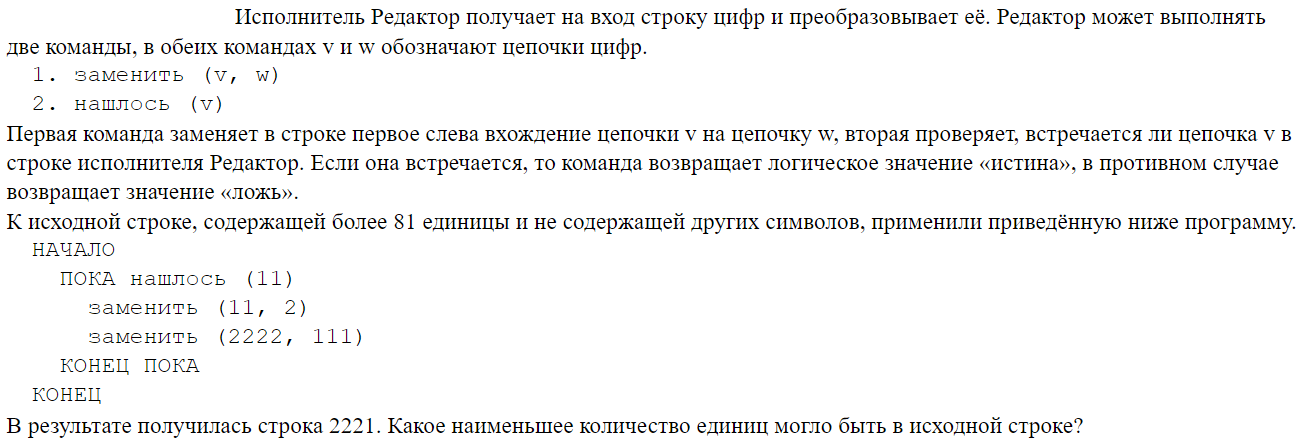 Исполнитель Редактор получает на вход строку цифр и преобразовывает её. Редактор может выполнять
две команды, в обеих командах v и w обозначают цепочки цифр.
1. заменить (v, w)
2. нашлось (v)
Первая команда заменяет в строке первое слева вхождение цепочки v на цепочку w, вторая проверяет, встречается ли цепочка v в
строке исполнителя Редактор. Если она встречается, то команда возвращает логическое значение «истина», в противном случае
возвращает значение «ложь».
К исходной строке, содержащей более 81 единицы и не содержащей других символов, применили приведённую ниже программу.
НАЧАЛО
ПОКА нашлось (11)
заменить (11, 2)
заменить (2222, 111)
КОНЕЦ ПОКА
КОНЕЦ
В результате получилась строка 2221. Какое наименьшее количество единиц могло быть в исходной строке?